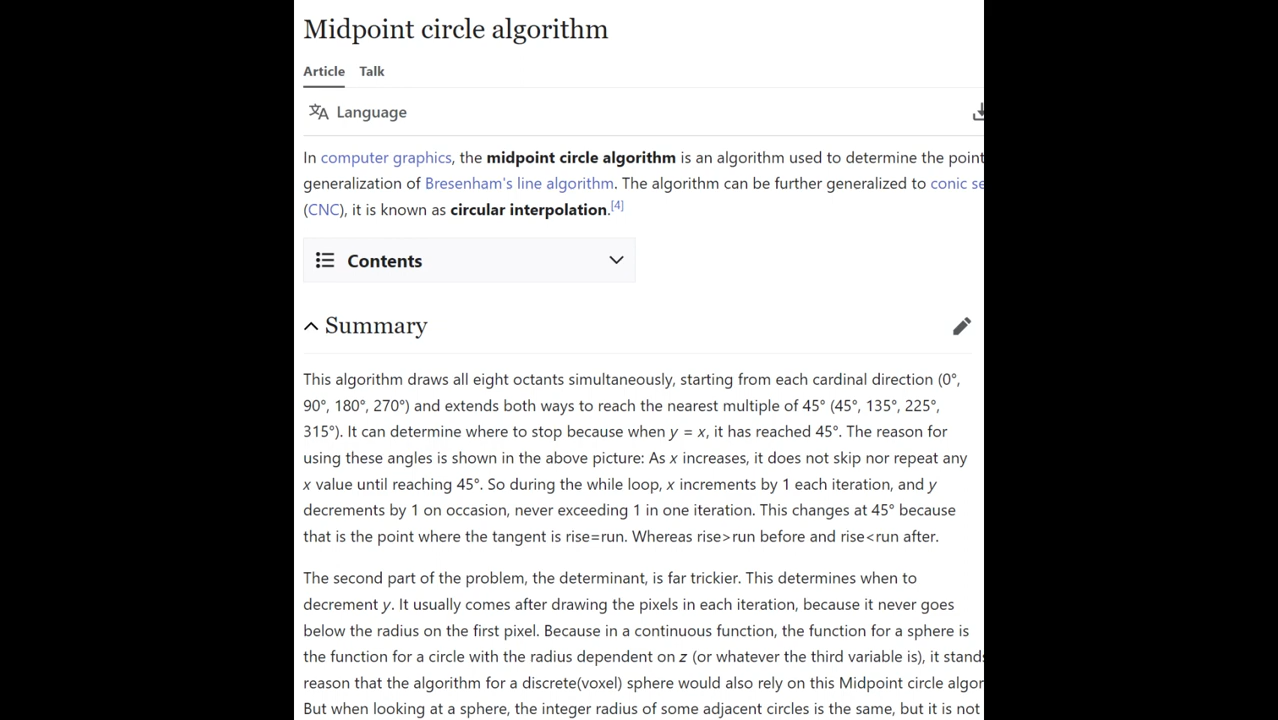 Midpoint circle algorithm
Article Talk
Language
In computer graphics, the midpoint circle algorithm is an algorithm used to determine the point
generalization of Bresenham's line algorithm. The algorithm can be further generalized to conic se
(CNC), it is known as circular interpolation.[4]
Contents
Summary
This algorithm draws all eight octants simultaneously, starting from each cardinal direction (0°,
90°, 180°, 270°) and extends both ways to reach the nearest multiple of 45° (45°, 135°, 225°,
315°). It can determine where to stop because when y = x, it has reached 45°. The reason for
using these angles is shown in the above picture: As x increases, it does not skip nor repeat any
x value until reaching 45°. So during the while loop, x increments by 1 each iteration, and y
decrements by 1 on occasion, never exceeding 1 in one iteration. This changes at 45° because
that is the point where the tangent is rise=run. Whereas rise>run before and rise<run after.
The second part of the problem, the determinant, is far trickier. This determines when to
decrement y. It usually comes after drawing the pixels in each iteration, because it never goes
below the radius on the first pixel. Because in a continuous function, the function for a sphere is
the function for a circle with the radius dependent on z (or whatever the third variable is), it stands
reason that the algorithm for a discrete(voxel) sphere would also rely on this Midpoint circle algor
But when looking at a sphere, the integer radius of some adjacent circles is the same, but it is not